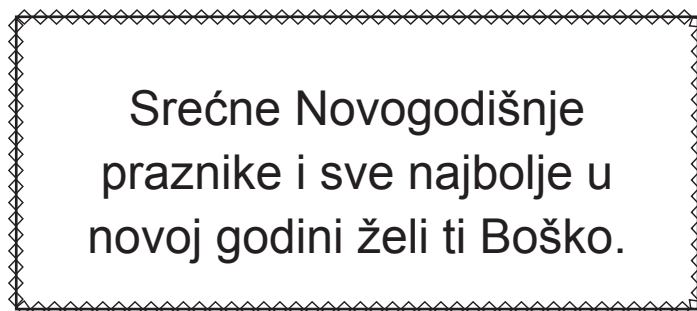 Srećne Novogodišnje
praznike i sve najbolje u
novoj godini želi ti Boško.